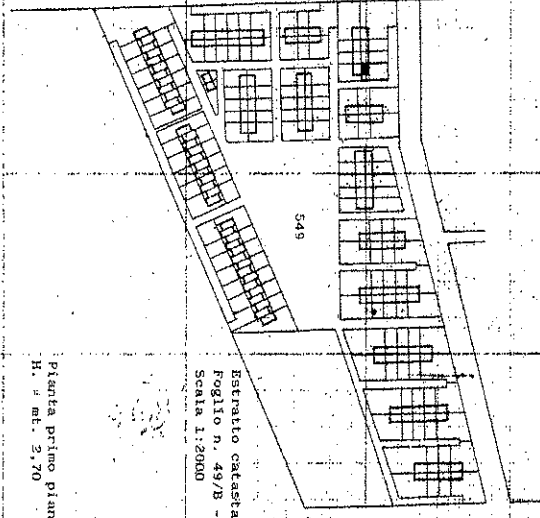 549
Estratto catasta
Foglio n. 49/B -
Scala 1:2000
Pianta primo pian
H. = mt. 2,70